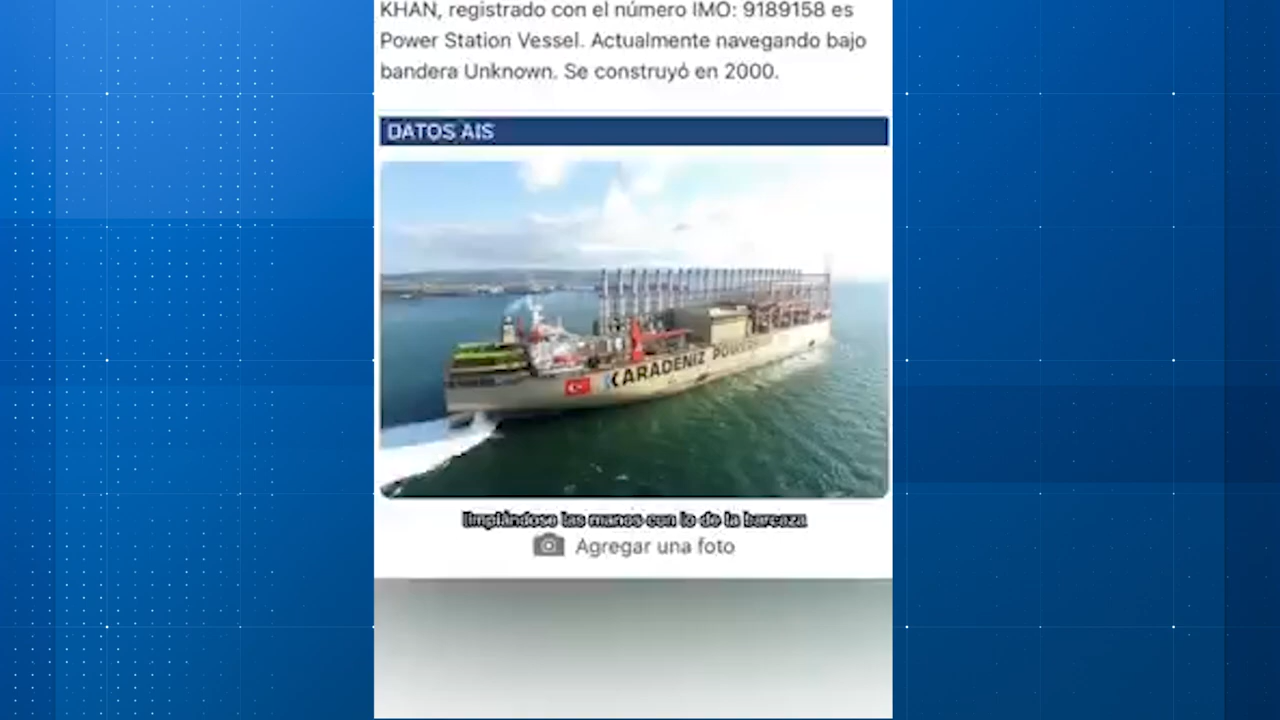 KHAN, registrado con el número IMO: 9189158 es
Power Station Vessel. Actualmente navegando bajo
bandera Unknown. Se construyó en 2000.
DATOS AIS
KARADENIZ POWER
limpiándose las manos con lo de la barcaza
Agregar una foto